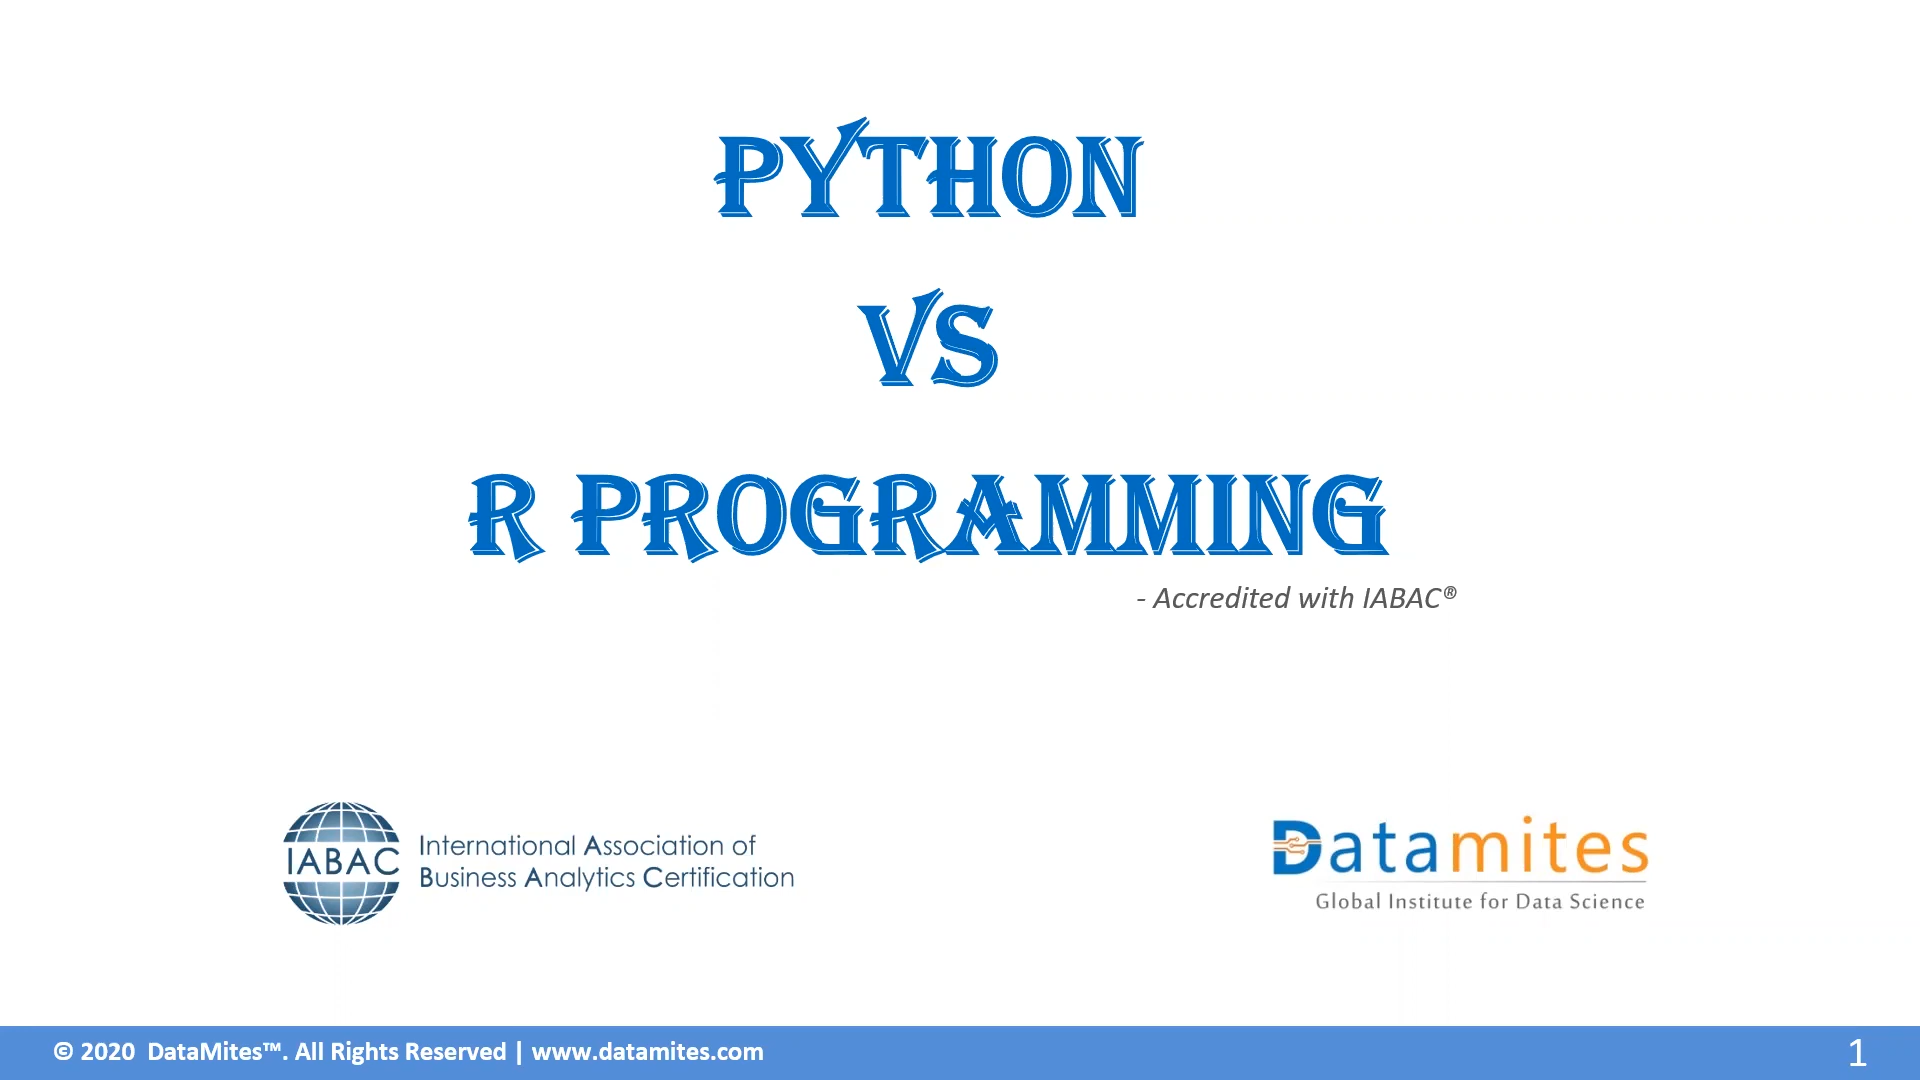 PYTHON
VS
R PROGRAMMING
- Accredited with IABAC®
IABAC
International Association of
Business Analytics Certification
Datamites
Global Institute for Data Science
© 2020 DataMites™. All Rights Reserved | www.datamites.com
1